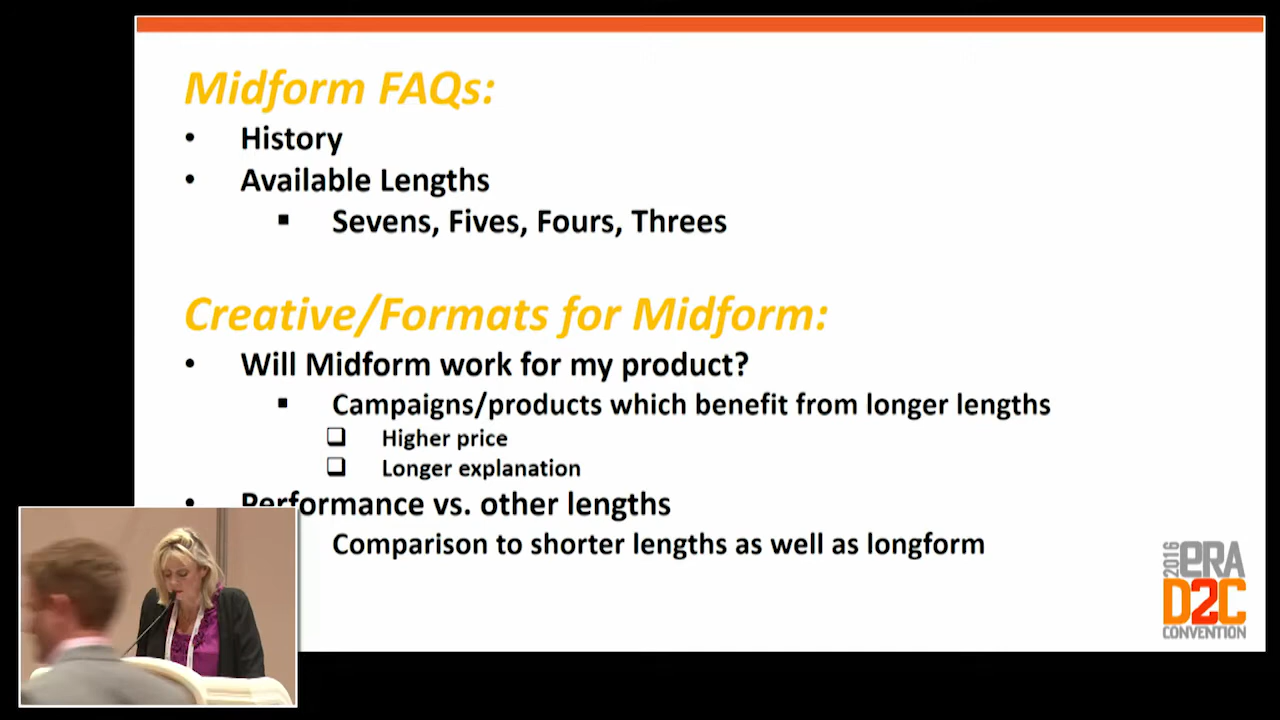 Midform FAQs:
• History
• Available Lengths
▪ Sevens, Fives, Fours, Threes
Creative/Formats for Midform:
• Will Midform work for my product?
▪ Campaigns/products which benefit from longer lengths
❑ Higher price
❑ Longer explanation
• Performance vs. other lengths
Comparison to shorter lengths as well as longform
2016 eRA
D2C
CONVENTION